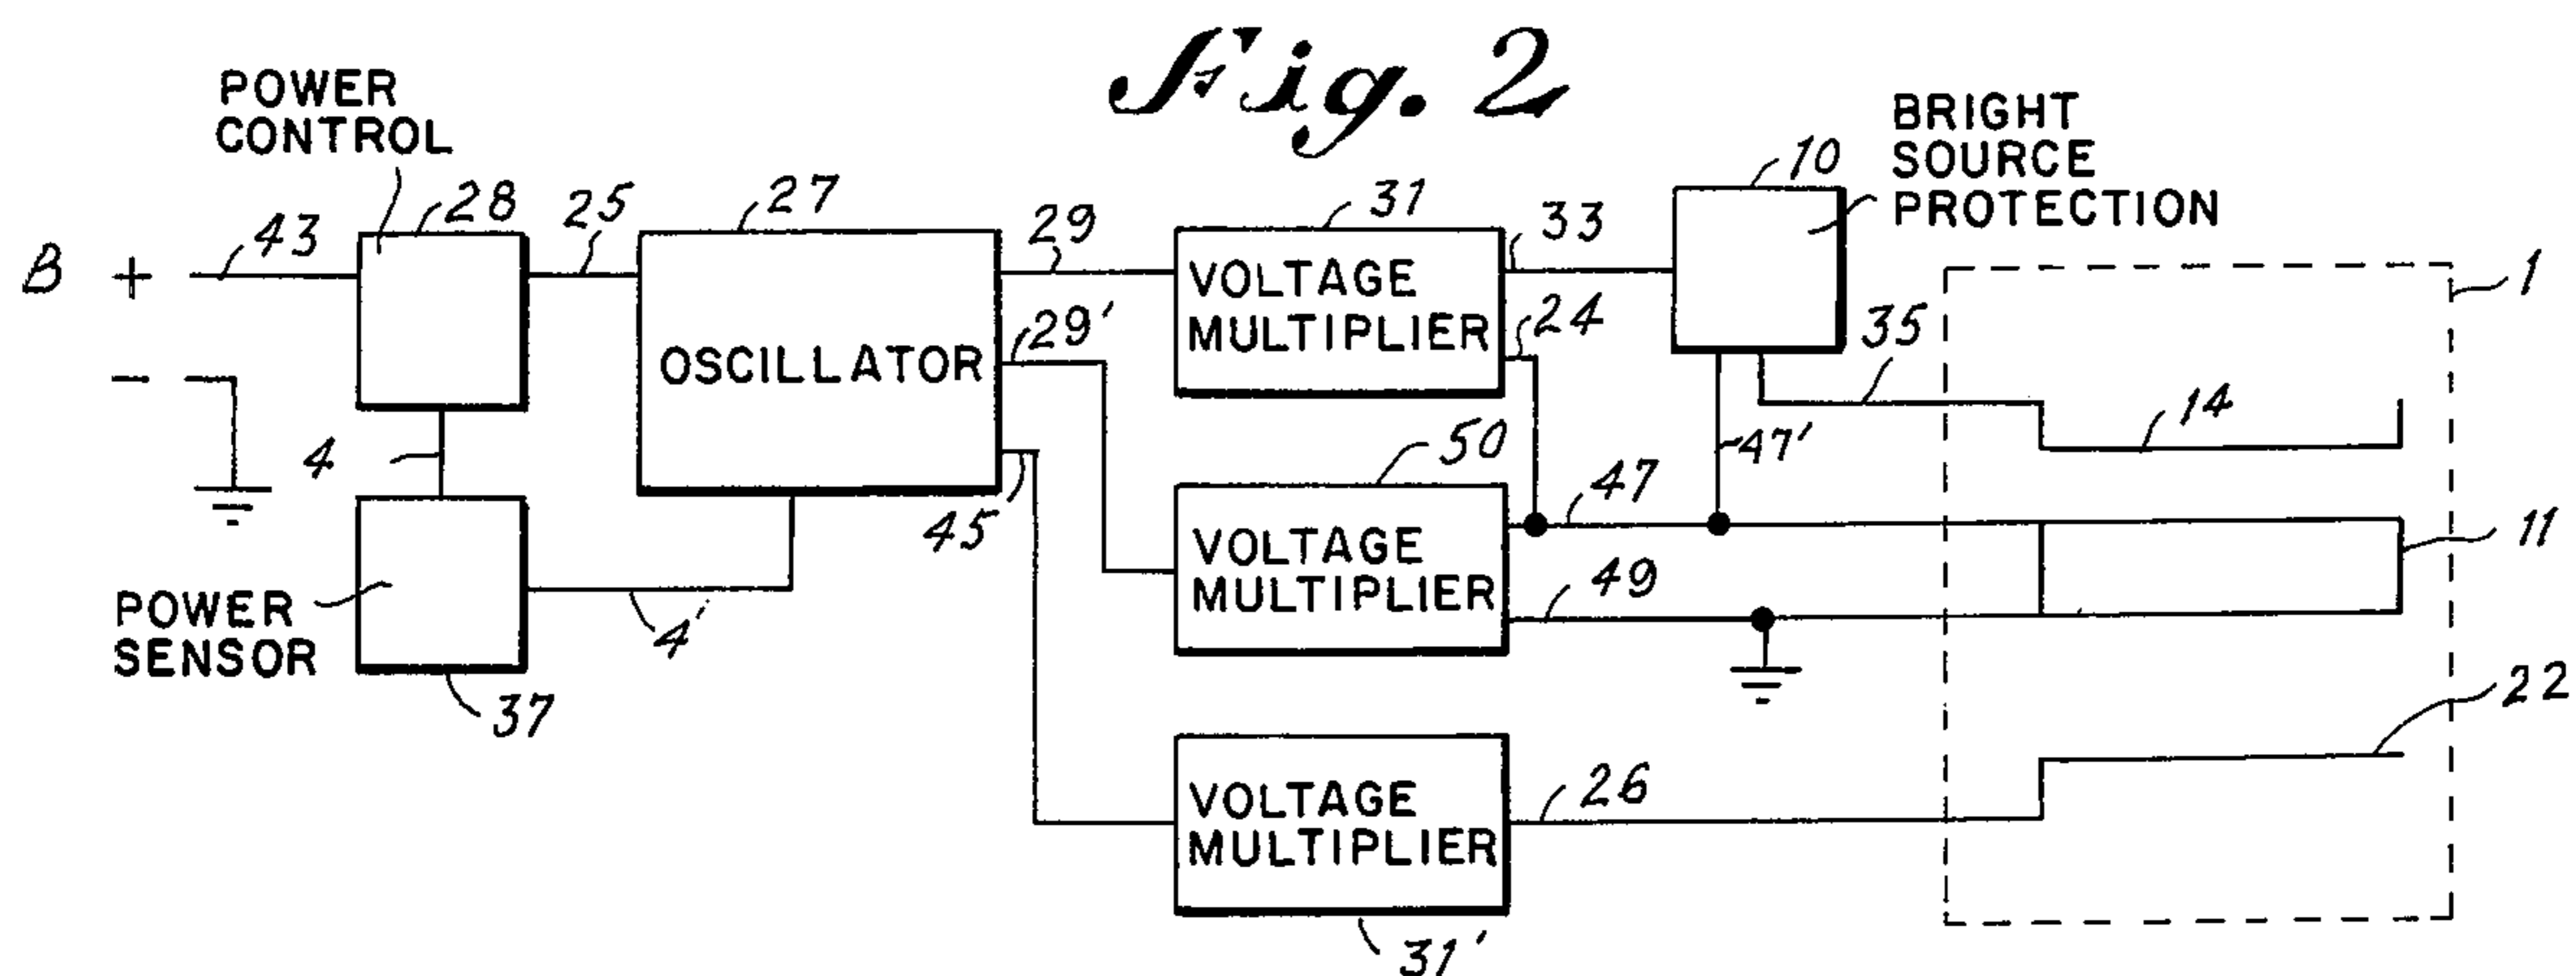 Fig. 2
POWER
CONTROL
BRIGHT
SOURCE
PROTECTION
B + 43 28 25 27 29 31 33 10
-
VOLTAGE
MULTIPLIER
24
1
OSCILLATOR
29'
35
14
4
45
50
47
47'
11
VOLTAGE
MULTIPLIER
49
POWER
SENSOR
4'
37
22
VOLTAGE
MULTIPLIER
26
31'